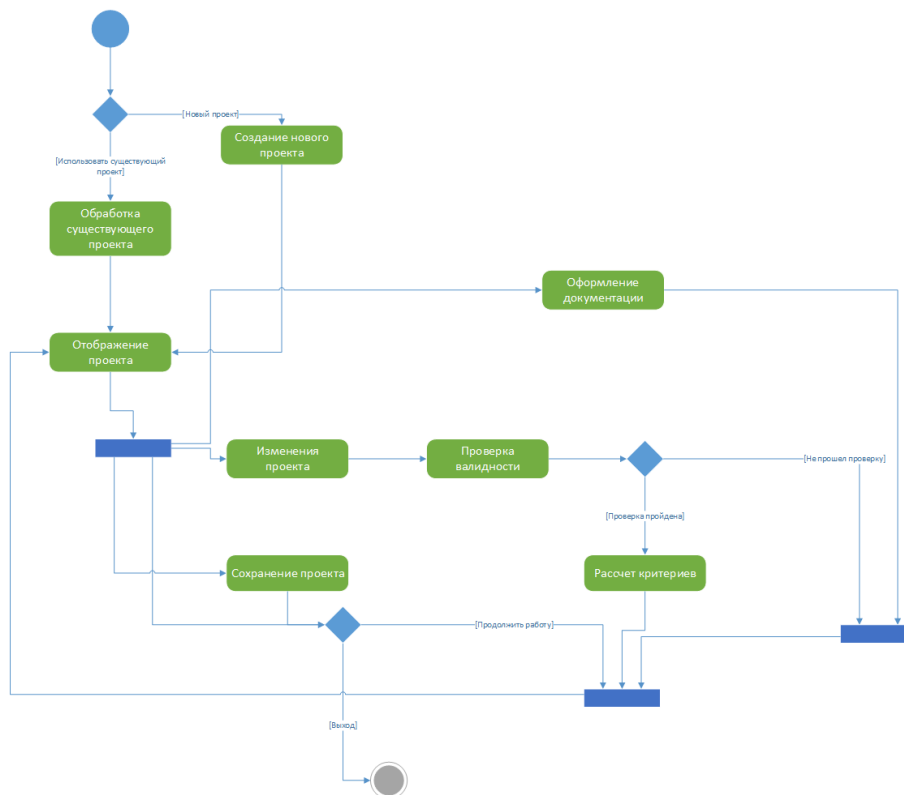 [Новый проект]
Создание нового
проекта
[Использовать существующий
проект]
Обработка
существующего
проекта
Оформление
документации
Отображение
проекта
Изменения
проекта
Проверка
валидности
[Не прошел проверку]
[Проверка пройдена]
Сохранение проекта
Рассчет критериев
[Продолжить работу]
[Выход]